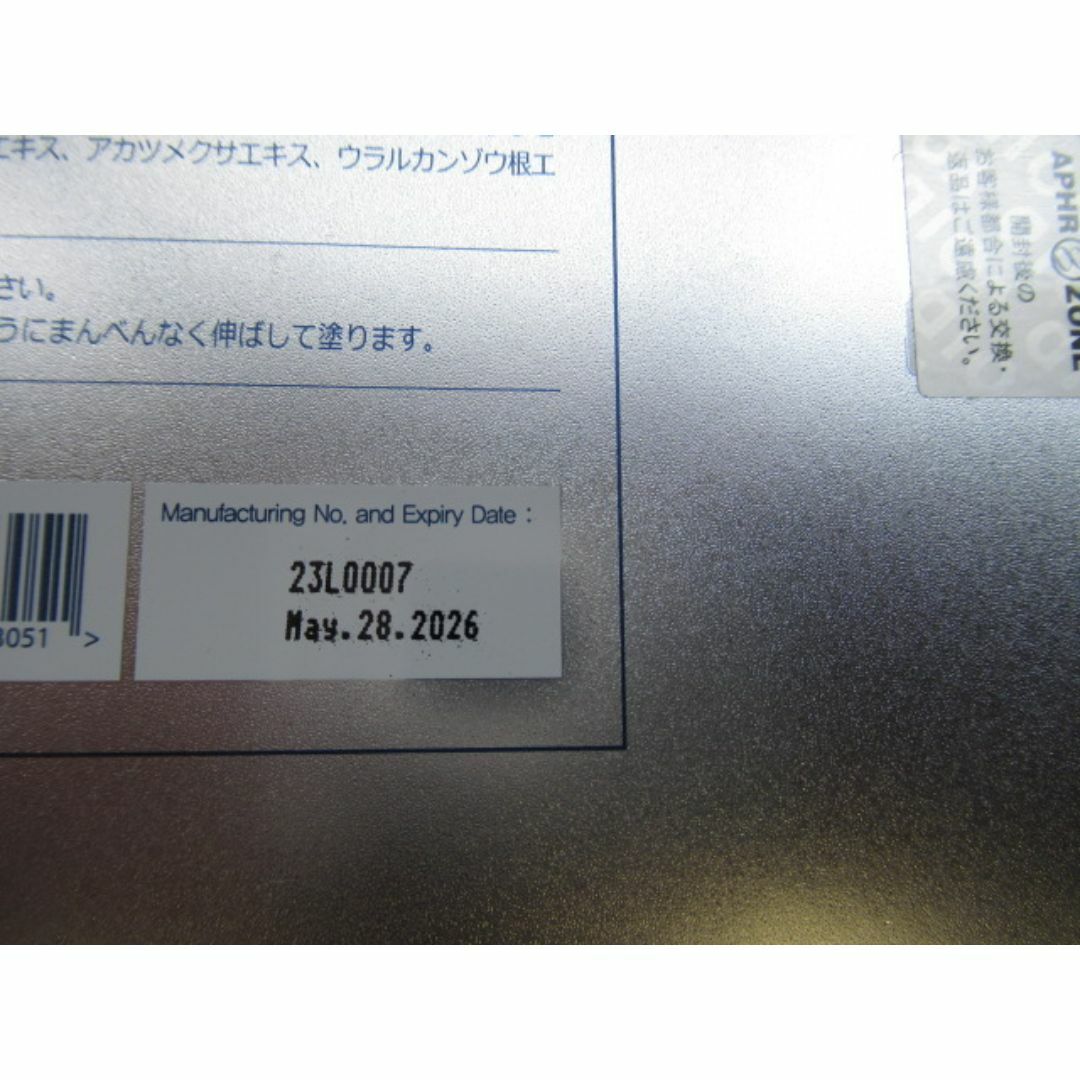 エキス、アカツメクサエキス、ウラルカンゾウ根エ
さい。
うにまんべんなく伸ばして塗ります。
Manufacturing No. and Expiry Date :
23L0007
May.28.2026
8051 >
APHROZONE
開封後の
お客様都合による交換・
返品はご遠慮ください。